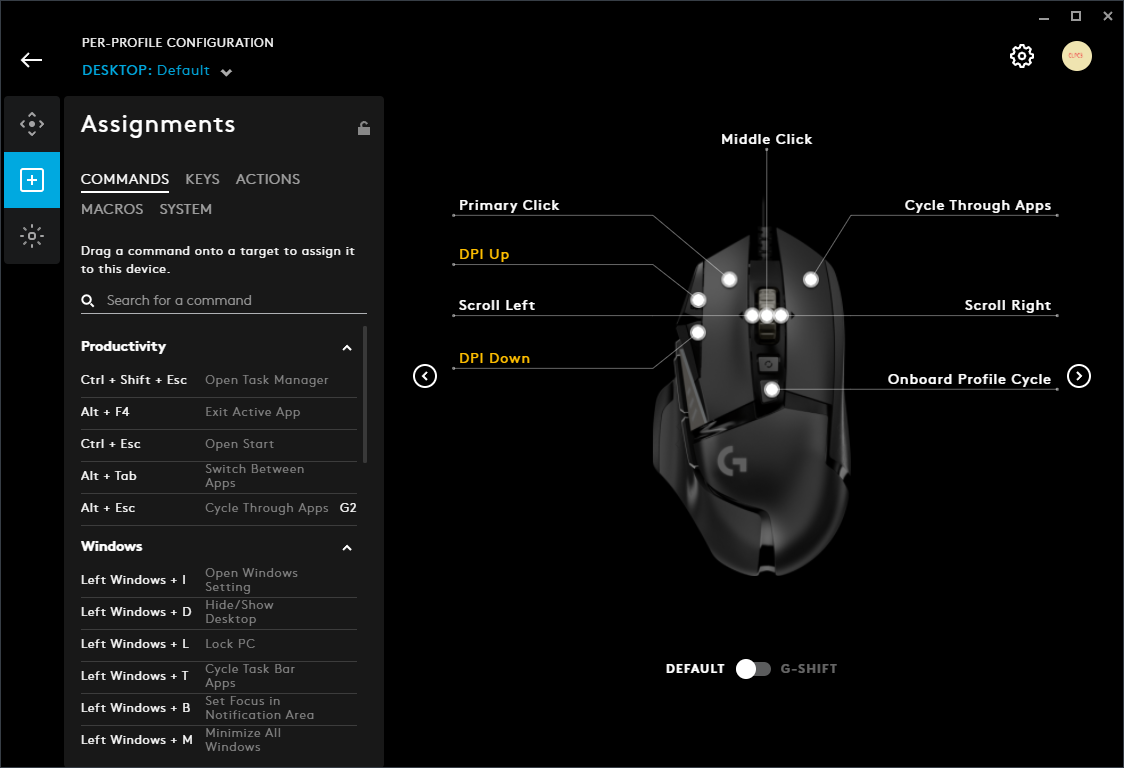 PER-PROFILE CONFIGURATION
DESKTOP: Default
Assignments
COMMANDS KEYS ACTIONS
MACROS SYSTEM
Drag a command onto a target to assign it
to this device.
Search for a command
Productivity
Ctrl + Shift + Esc Open Task Manager
Alt + F4 Exit Active App
Ctrl + Esc Open Start
Alt + Tab Switch Between
Apps
Alt + Esc Cycle Through Apps G2
Windows
Left Windows + I Open Windows
Setting
Left Windows + D Hide/Show
Desktop
Left Windows + L Lock PC
Left Windows + T Cycle Task Bar
Apps
Left Windows + B Set Focus in
Notification Area
Left Windows + M Minimize All
Windows
Middle Click
Primary Click
Cycle Through Apps
DPI Up
Scroll Left
Scroll Right
DPI Down
Onboard Profile Cycle
DEFAULT G-SHIFT